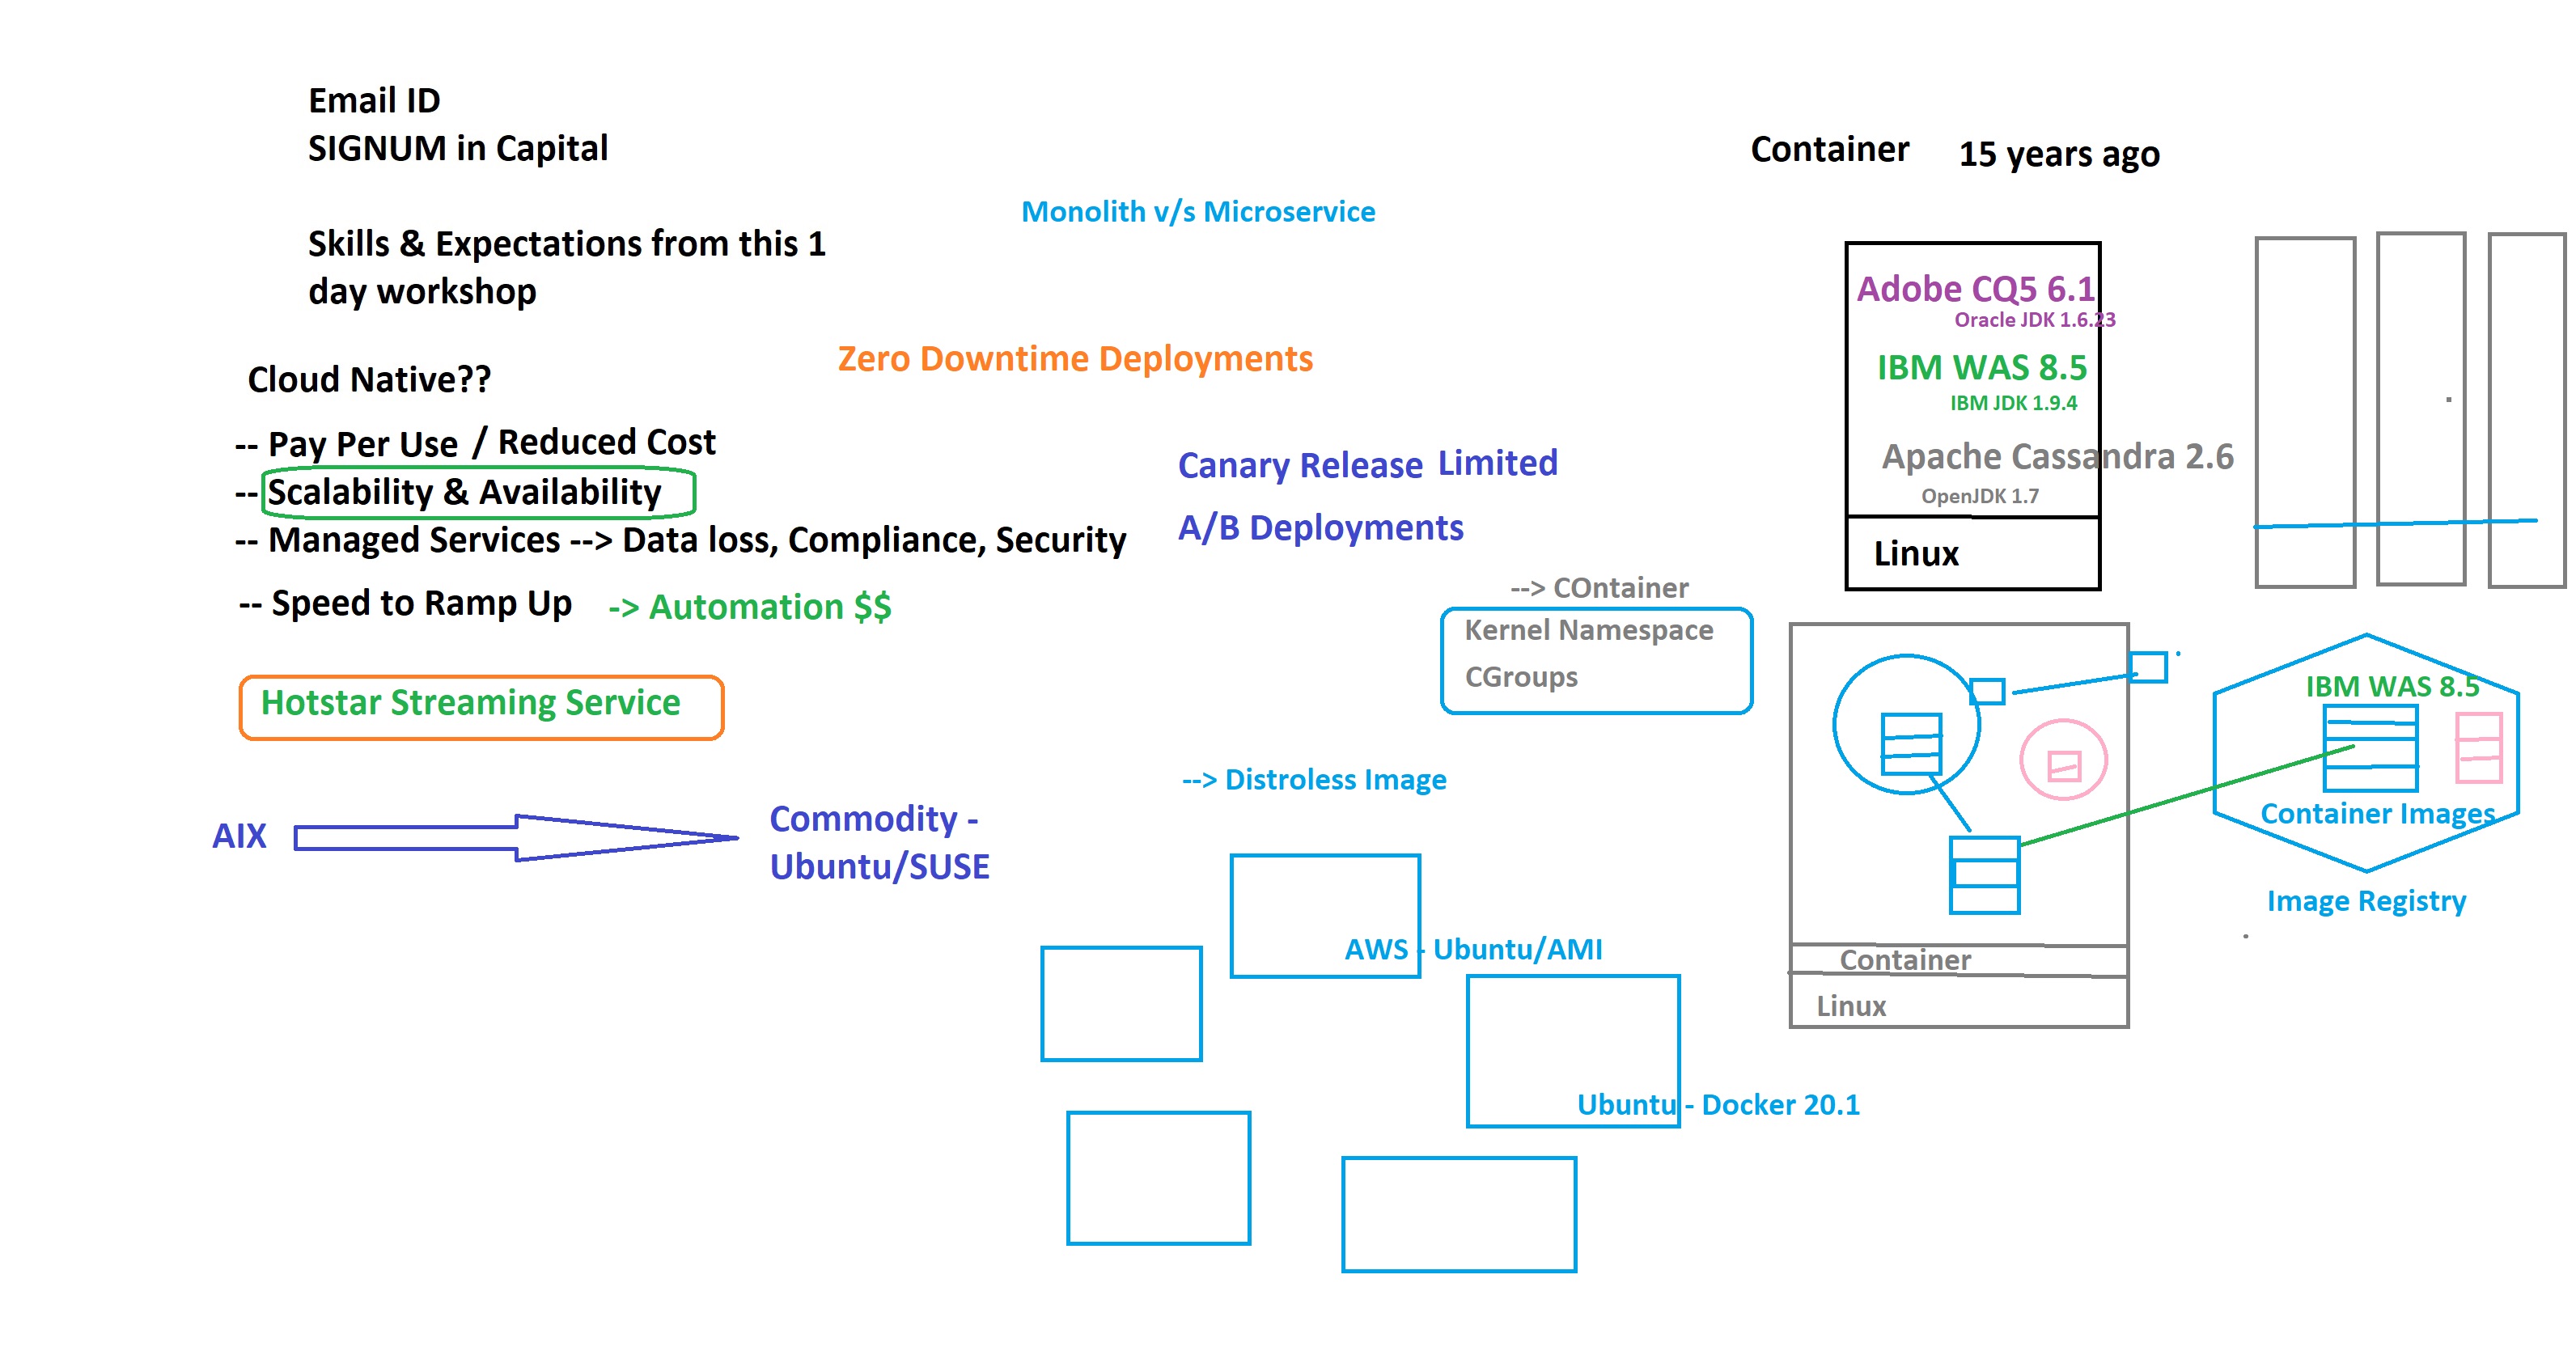 Email ID
SIGNUM in Capital
Skills & Expectations from this 1
day workshop
Cloud Native??
-- Pay Per Use / Reduced Cost
-- Scalability & Availability
-- Managed Services --> Data loss, Compliance, Security
-- Speed to Ramp Up -> Automation $$
Hotstar Streaming Service
AIX
Commodity -
Ubuntu/SUSE
Monolith v/s Microservice
Zero Downtime Deployments
Canary Release Limited
A/B Deployments
--> COntainer
Kernel Namespace
CGroups
--> Distroless Image
AWS - Ubuntu/AMI
Ubuntu - Docker 20.1
Container 15 years ago
Adobe CQ5 6.1
Oracle JDK 1.6.23
IBM WAS 8.5
IBM JDK 1.9.4
Apache Cassandra 2.6
OpenJDK 1.7
Linux
Container
Linux
IBM WAS 8.5
Container Images
Image Registry